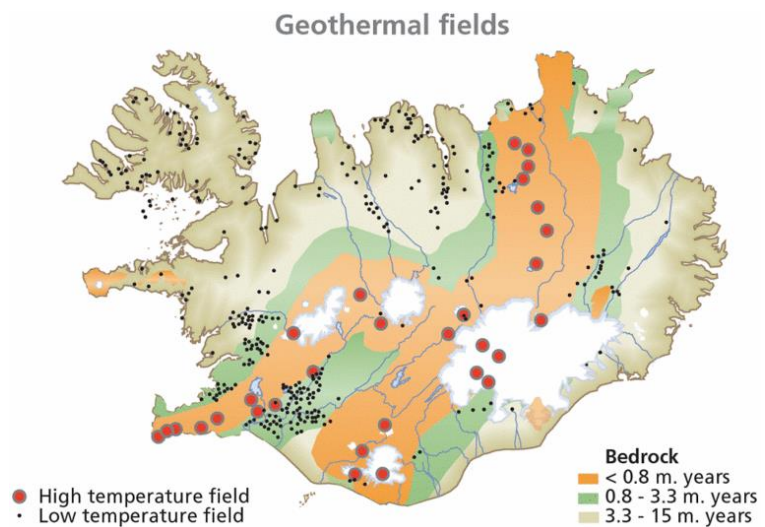 Geothermal fields
High temperature field
Low temperature field
Bedrock
< 0.8 m. years
0.8 - 3.3 m. years
3.3 - 15 m. years